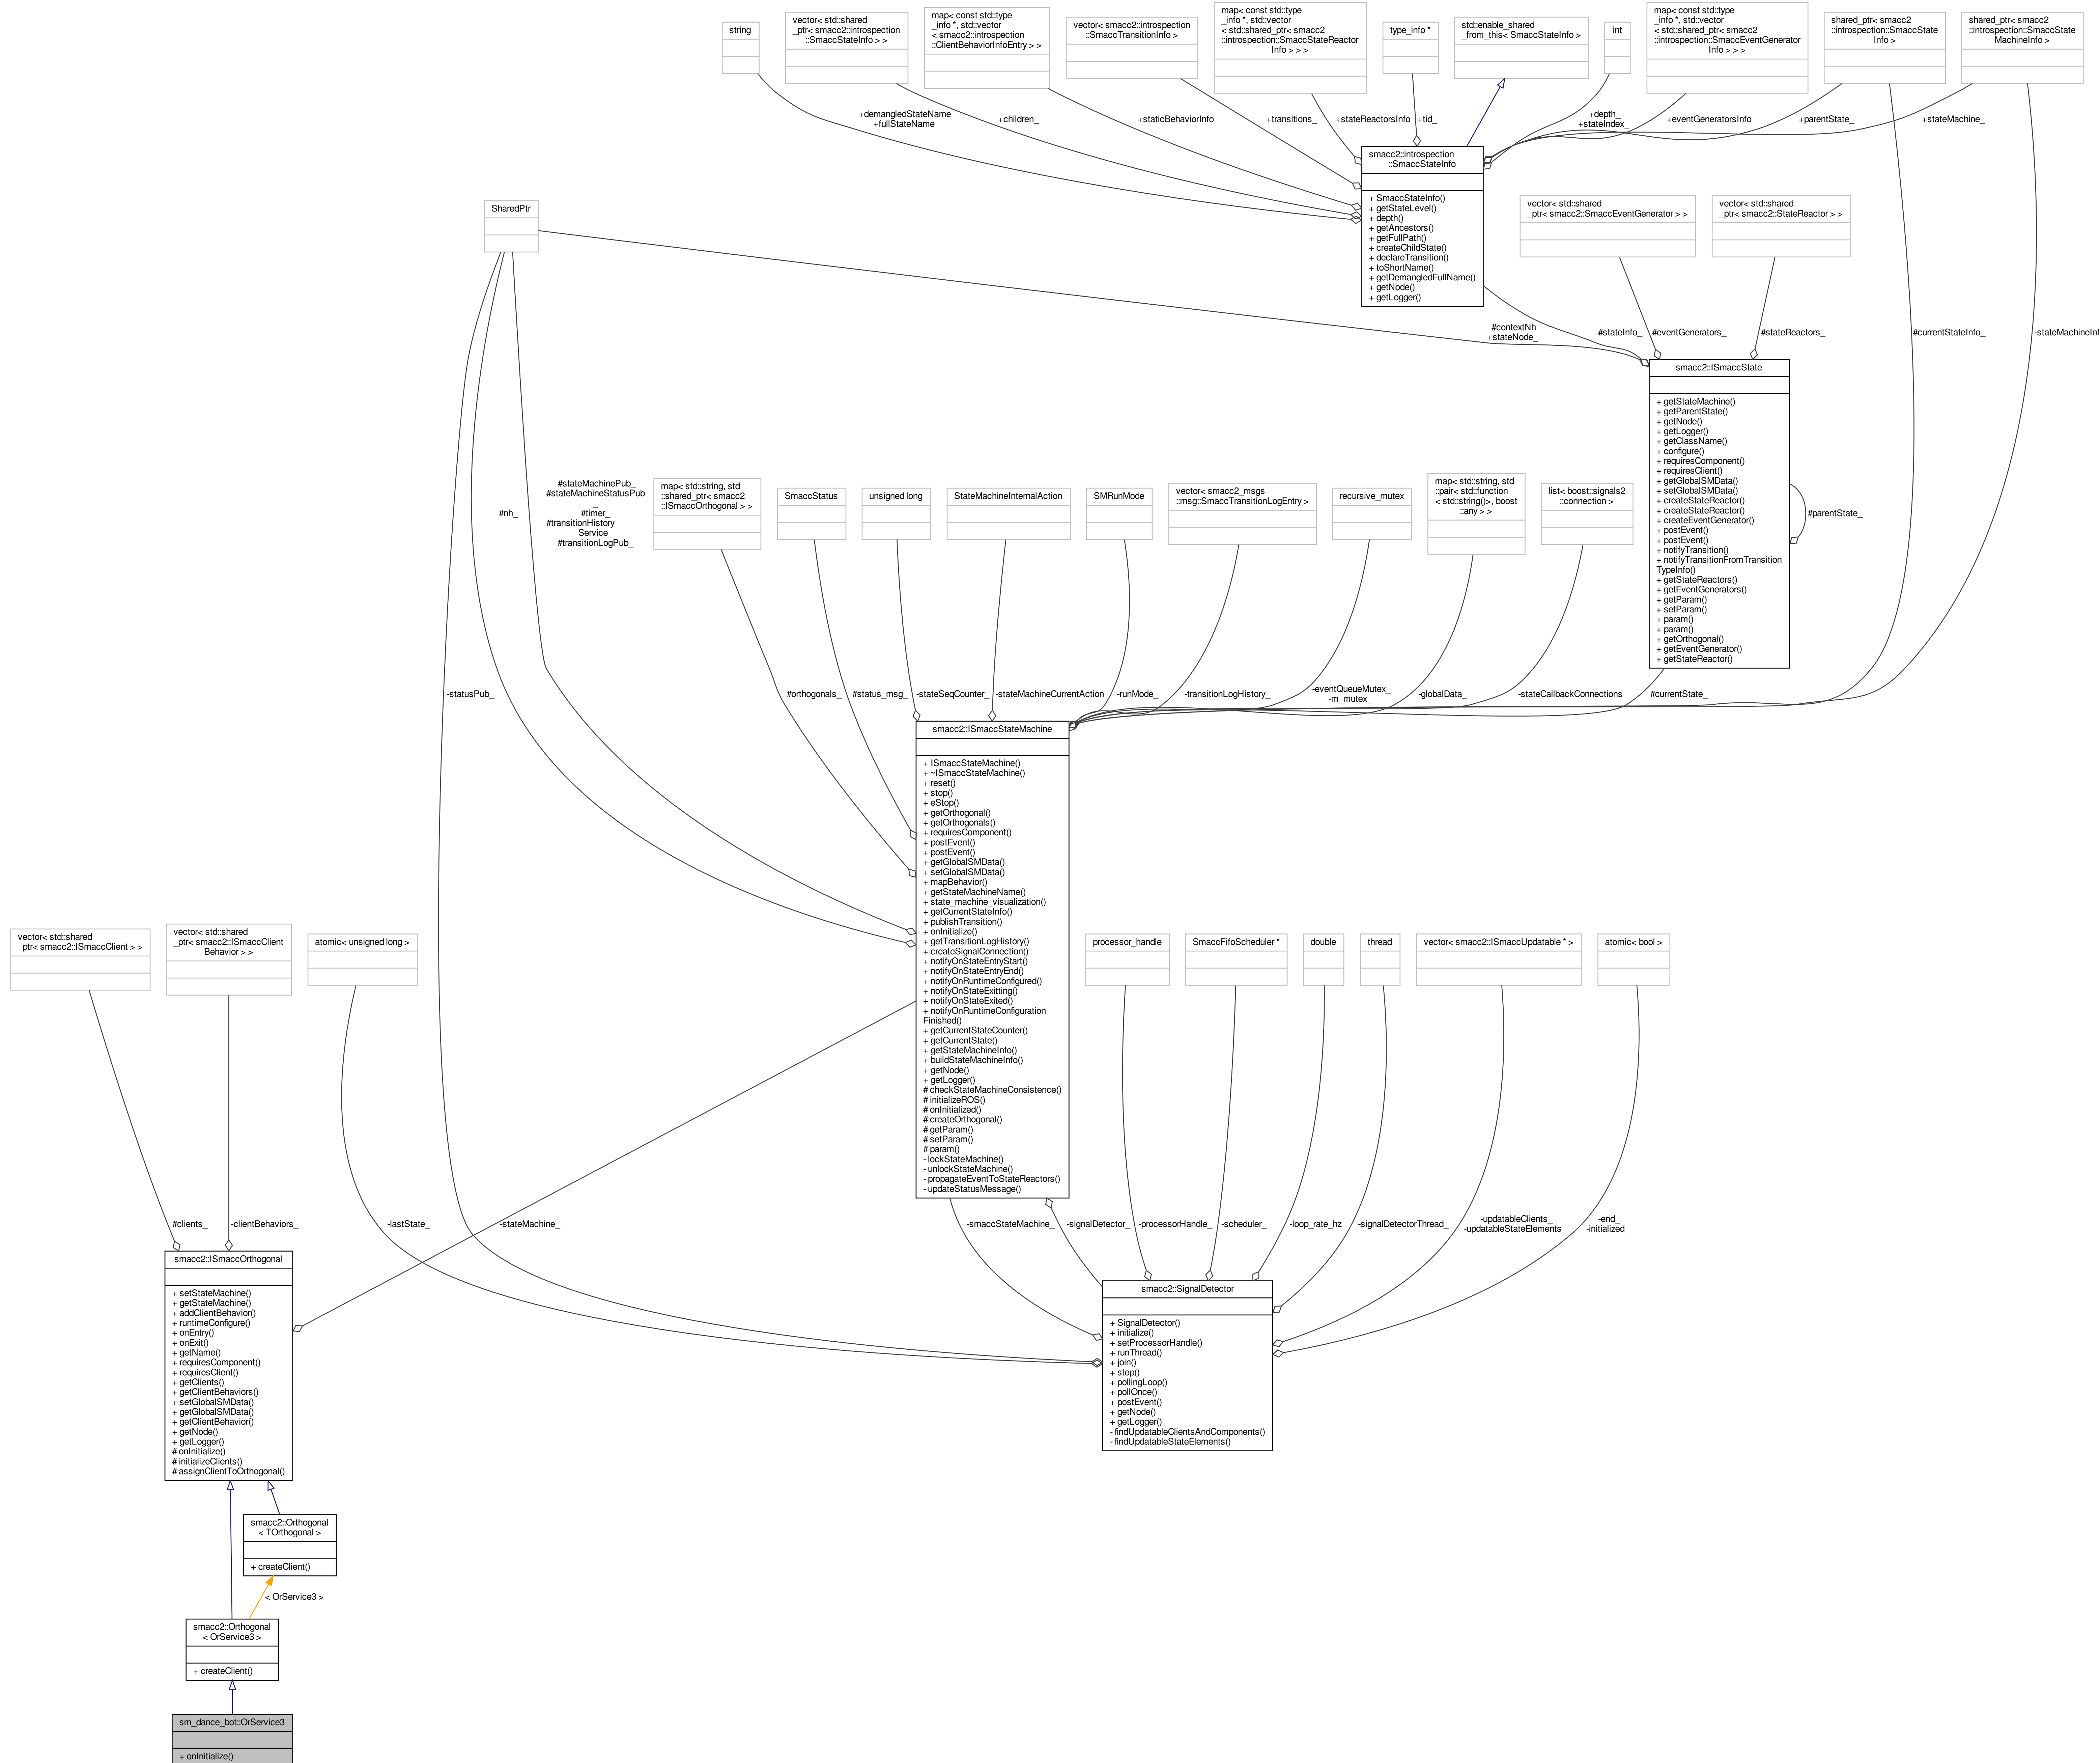 string
vector< std::shared
_ptr< smacc2::introspection
::SmaccStateInfo > >
map< const std::type
_info *, std::vector
< smacc2::introspection
::ClientBehaviorInfoEntry > >
vector< smacc2::introspection
::SmaccTransitionInfo >
map< const std::type
_info *, std::vector
< std::shared_ptr< smacc2
::introspection::SmaccStateReactor
Info > > >
type_info *
std::enable_shared
_from_this< SmaccStateInfo >
int
map< const std::type
_info *, std::vector
< std::shared_ptr< smacc2
::introspection::SmaccEventGenerator
Info > > >
shared_ptr< smacc2
::introspection::SmaccState
Info >
shared_ptr< smacc2
::introspection::SmaccState
MachineInfo >
+demangledStateName
+fullStateName
+children_
+staticBehaviorInfo
+transitions_
+stateReactorsInfo
+tid_
+depth_
+stateIndex_
+eventGeneratorsInfo
+parentState_
+stateMachine_
smacc2::introspection
::SmaccStateInfo
+ SmaccStateInfo()
+ getStateLevel()
+ depth()
+ getAncestors()
+ getFullPath()
+ createChildState()
+ declareTransition()
+ toShortName()
+ getDemangledFullName()
+ getNode()
+ getLogger()
SharedPtr
vector< std::shared
_ptr< smacc2::SmaccEventGenerator > >
vector< std::shared
_ptr< smacc2::StateReactor > >
#contextNh
+stateNode_
#stateInfo_
#eventGenerators_
#stateReactors_
#currentStateInfo_
-stateMachineInf
smacc2::ISmaccState
+ getStateMachine()
+ getParentState()
+ getNode()
+ getLogger()
+ getClassName()
+ configure()
+ requiresComponent()
+ requiresClient()
+ getGlobalSMData()
+ setGlobalSMData()
+ createStateReactor()
+ createStateReactor()
+ createEventGenerator()
+ postEvent()
+ postEvent()
+ notifyTransition()
+ notifyTransitionFromTransition
TypeInfo()
+ getStateReactors()
+ getEventGenerators()
+ getParam()
+ setParam()
+ param()
+ param()
+ getOrthogonal()
+ getEventGenerator()
+ getStateReactor()
#parentState_
#nh_
#stateMachinePub_
#stateMachineStatusPub
_
#timer_
#transitionHistory
Service_
#transitionLogPub_
map< std::string, std
::shared_ptr< smacc2
::ISmaccOrthogonal > >
SmaccStatus
unsigned long
StateMachineInternalAction
SMRunMode
vector< smacc2_msgs
::msg::SmaccTransitionLogEntry >
recursive_mutex
map< std::string, std
::pair< std::function
< std::string()>, boost
::any > >
list< boost::signals2
::connection >
-statusPub_
#orthogonals_
#status_msg_
-stateSeqCounter_
-stateMachineCurrentAction
-runMode_
-transitionLogHistory_
-eventQueueMutex_
-m_mutex_
-globalData_
-stateCallbackConnections
#currentState_
smacc2::ISmaccStateMachine
+ ISmaccStateMachine()
+ ~ISmaccStateMachine()
+ reset()
+ stop()
+ eStop()
+ getOrthogonal()
+ getOrthogonals()
+ requiresComponent()
+ postEvent()
+ postEvent()
+ getGlobalSMData()
+ setGlobalSMData()
+ mapBehavior()
+ getStateMachineName()
+ state_machine_visualization()
+ getCurrentStateInfo()
+ publishTransition()
+ onInitialize()
+ getTransitionLogHistory()
+ createSignalConnection()
+ notifyOnStateEntryStart()
+ notifyOnStateEntryEnd()
+ notifyOnRuntimeConfigured()
+ notifyOnStateExitting()
+ notifyOnStateExited()
+ notifyOnRuntimeConfiguration
Finished()
+ getCurrentStateCounter()
+ getCurrentState()
+ getStateMachineInfo()
+ buildStateMachineInfo()
+ getNode()
+ getLogger()
# checkStateMachineConsistence()
# initializeROS()
# onInitialized()
# createOrthogonal()
# getParam()
# setParam()
# param()
- lockStateMachine()
- unlockStateMachine()
- propagateEventToStateReactors()
- updateStatusMessage()
vector< std::shared
_ptr< smacc2::ISmaccClient > >
vector< std::shared
_ptr< smacc2::ISmaccClient
Behavior > >
atomic< unsigned long >
processor_handle
SmaccFifoScheduler *
double
thread
vector< smacc2::ISmaccUpdatable * >
atomic< bool >
#clients_
-clientBehaviors_
-lastState_
-stateMachine_
-smaccStateMachine_
-signalDetector_
-processorHandle_
-scheduler_
-loop_rate_hz
-signalDetectorThread_
-updatableClients_
-updatableStateElements_
-end_
-initialized_
smacc2::ISmaccOrthogonal
+ setStateMachine()
+ getStateMachine()
+ addClientBehavior()
+ runtimeConfigure()
+ onEntry()
+ onExit()
+ getName()
+ requiresComponent()
+ requiresClient()
+ getClients()
+ getClientBehaviors()
+ setGlobalSMData()
+ getGlobalSMData()
+ getClientBehavior()
+ getNode()
+ getLogger()
# onInitialize()
# initializeClients()
# assignClientToOrthogonal()
smacc2::SignalDetector
+ SignalDetector()
+ initialize()
+ setProcessorHandle()
+ runThread()
+ join()
+ stop()
+ pollingLoop()
+ pollOnce()
+ postEvent()
+ getNode()
+ getLogger()
- findUpdatableClientsAndComponents()
- findUpdatableStateElements()
smacc2::Orthogonal
< TOrthogonal >
+ createClient()
< OrService3 >
smacc2::Orthogonal
< OrService3 >
+ createClient()
sm_dance_bot::OrService3
+ onInitialize()